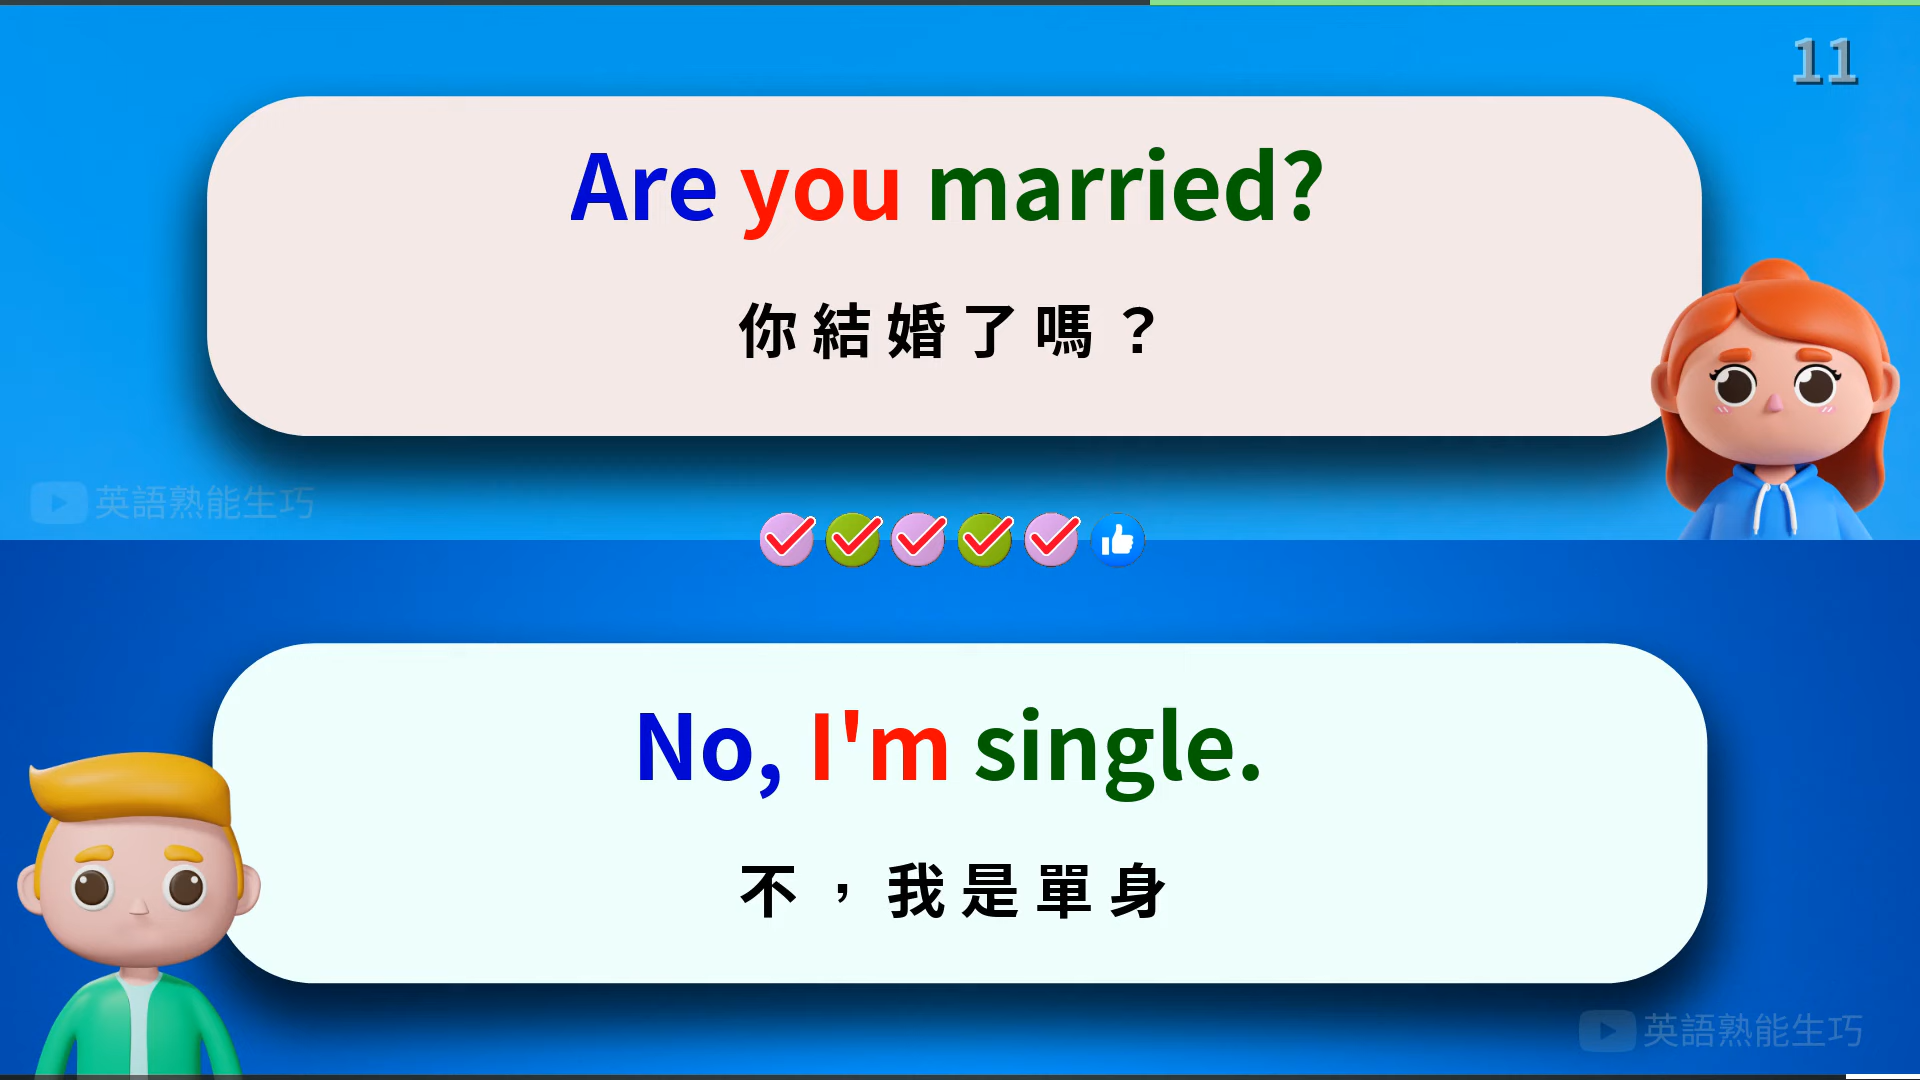 11
Are you married?
你結婚了嗎？
英語熟能生巧
No, I'm single.
不，我是單身
英語熟能生巧